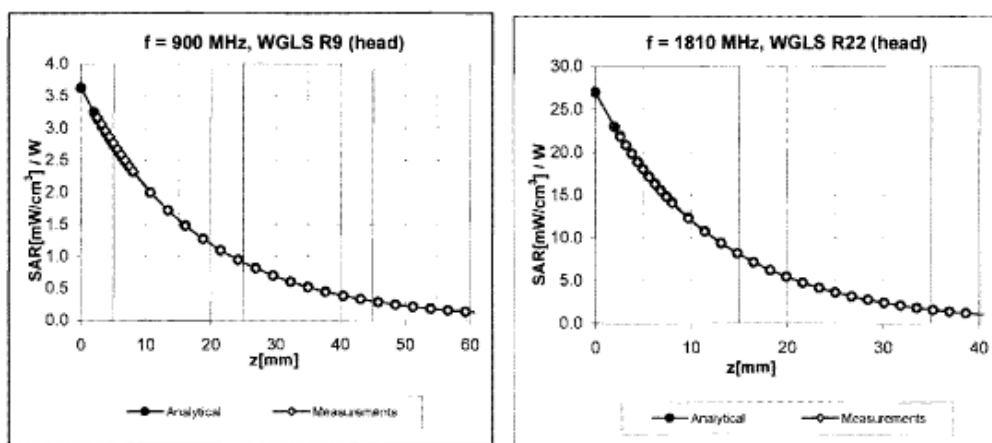 f = 900 MHz, WGLS R9 (head)
SAR[mW/cm³] / W
4.0
3.5
3.0
2.5
2.0
1.5
1.0
0.5
0.0
0
10
20
30
40
50
60
z[mm]
Analytical
Measurements
f = 1810 MHz, WGLS R22 (head)
SAR[mW/cm³] / W
30.0
25.0
20.0
15.0
10.0
5.0
0.0
0
10
20
30
40
z[mm]
Analytical
Measurements